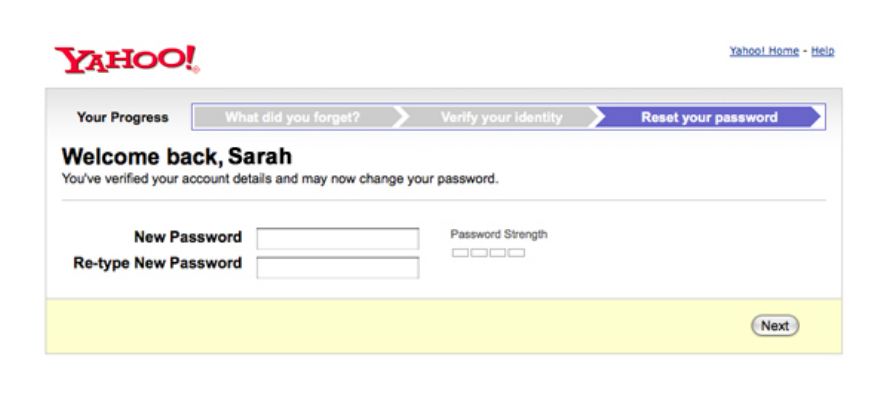 YAHOO!
Yahoo! Home - Help
Your Progress What did you forget? Verify your identity Reset your password
Welcome back, Sarah
You've verified your account details and may now change your password.
New Password Password Strength
Re-type New Password
Next